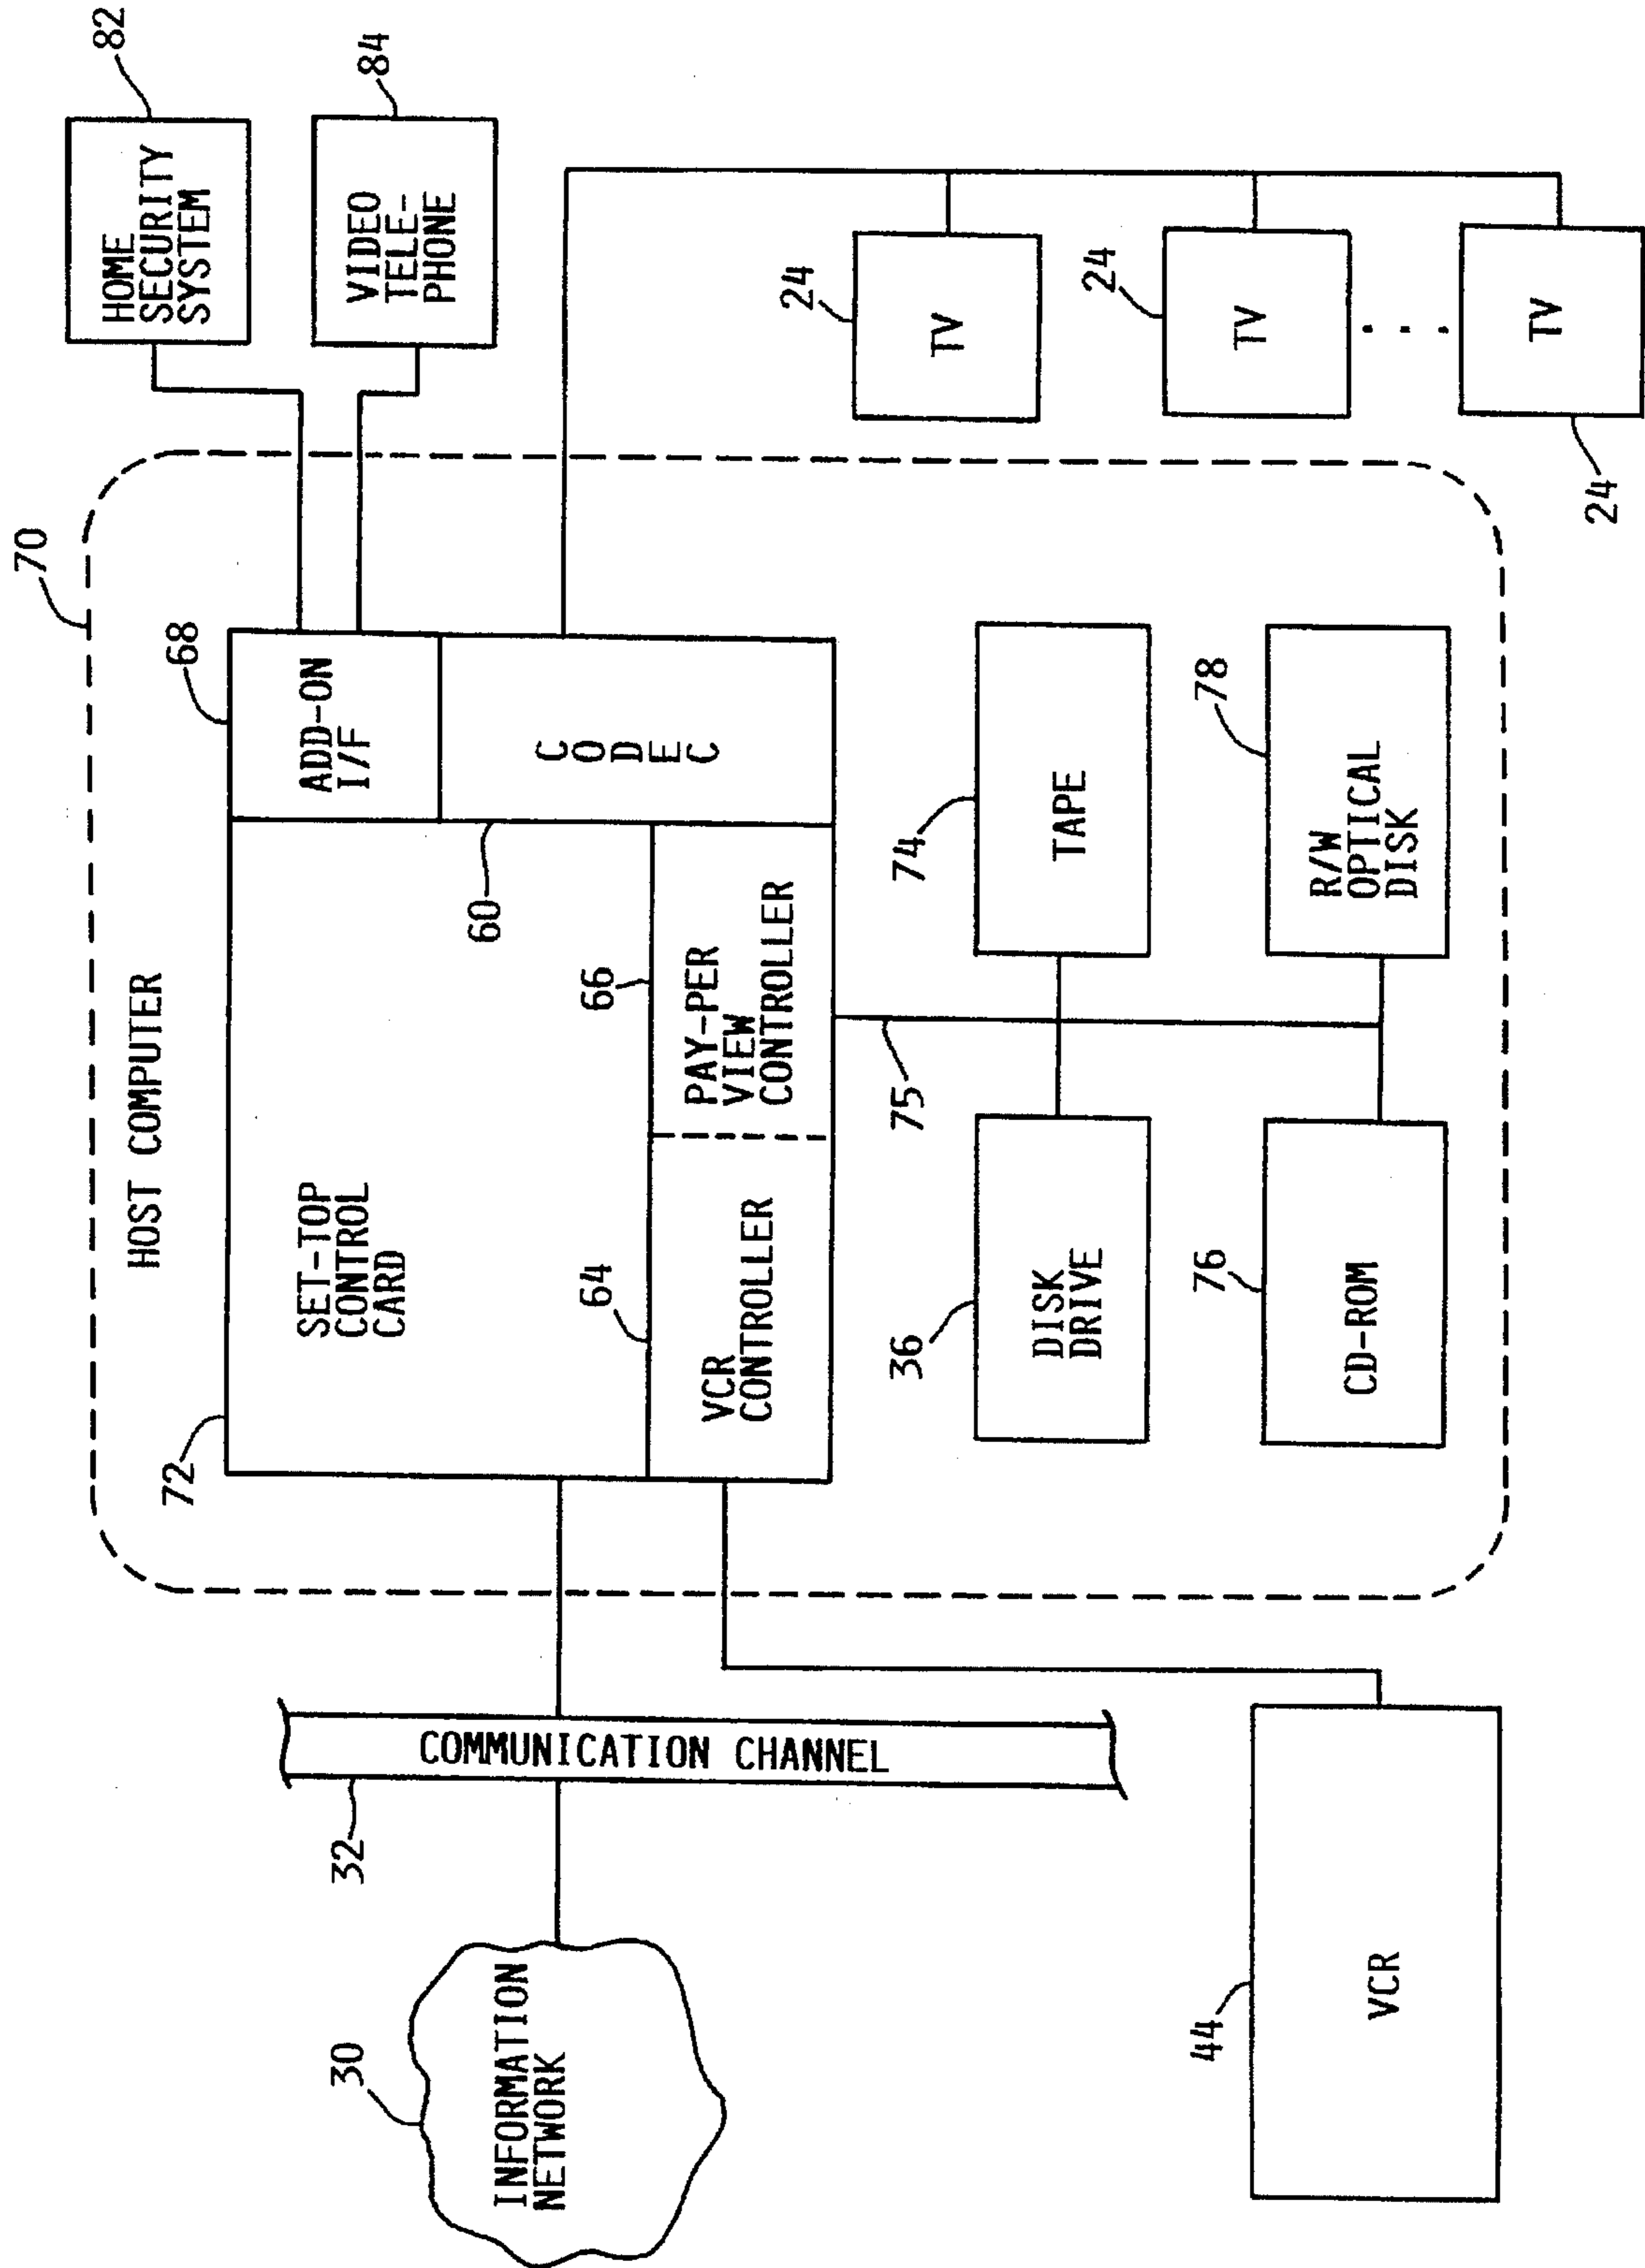 70
HOST COMPUTER
72
SET-TOP
CONTROL
CARD
68
ADD-ON
I/F
60
CODEC
64
VCR
CONTROLLER
66
PAY-PER
VIEW
CONTROLLER
82
HOME
SECURITY
SYSTEM
84
VIDEO
TELE-
PHONE
30
INFORMATION
NETWORK
32
COMMUNICATION CHANNEL
75
36
DISK
DRIVE
74
TAPE
76
CD-ROM
78
R/W
OPTICAL
DISK
24
TV
24
TV
. . .
TV
24
44
VCR